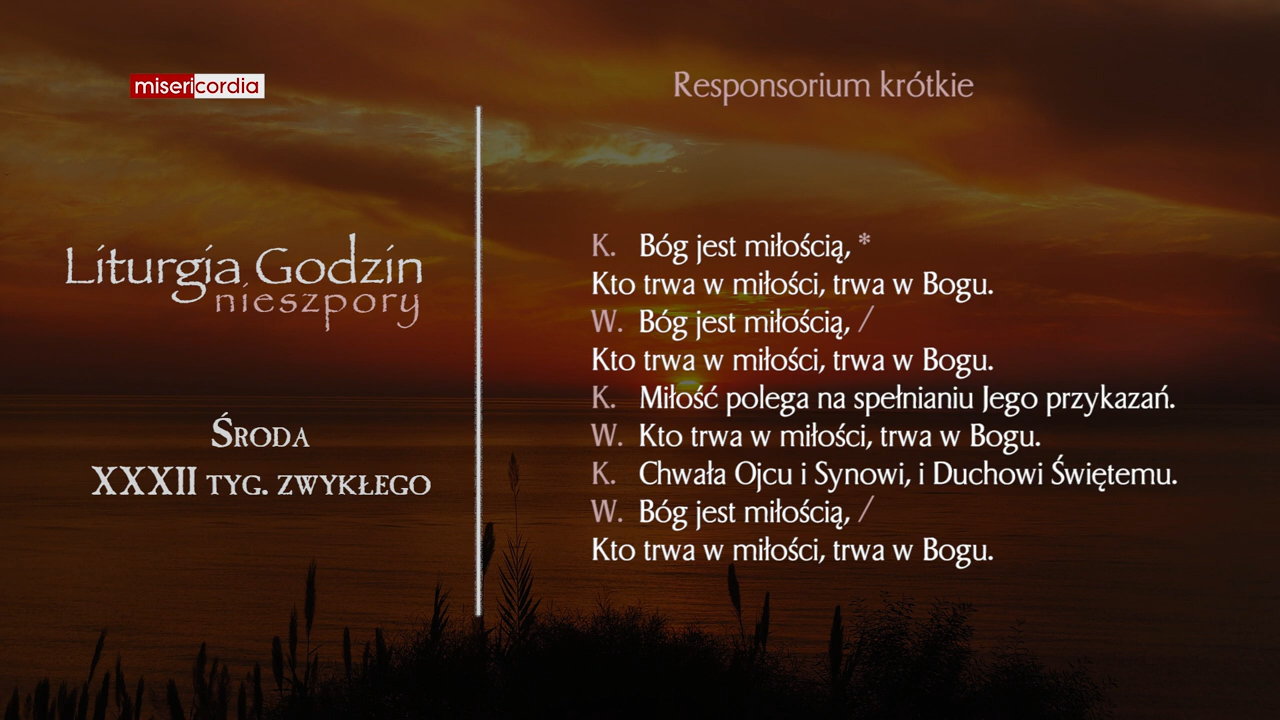 misericordia
Liturgia Godzin
nieszpory
Środa
XXXII tyg. zwykłego
Responsorium krótkie
K. Bóg jest miłością, *
Kto trwa w miłości, trwa w Bogu.
W. Bóg jest miłością, /
Kto trwa w miłości, trwa w Bogu.
K. Miłość polega na spełnianiu Jego przykazań.
W. Kto trwa w miłości, trwa w Bogu.
K. Chwała Ojcu i Synowi, i Duchowi Świętemu.
W. Bóg jest miłością, /
Kto trwa w miłości, trwa w Bogu.